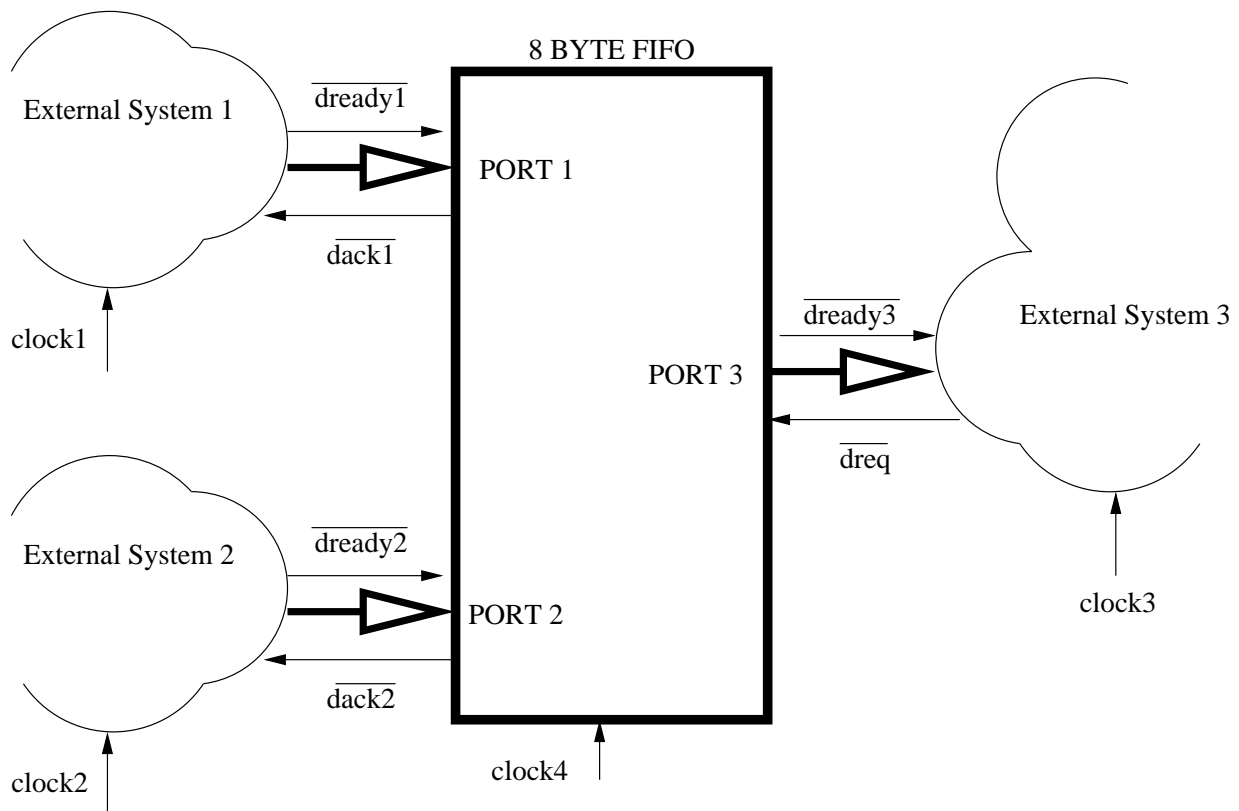 8 BYTE FIFO
External System 1
dready1
PORT 1
dack1
clock1
dready3
External System 3
PORT 3
dreq
External System 2
dready2
PORT 2
dack2
clock3
clock4
clock2